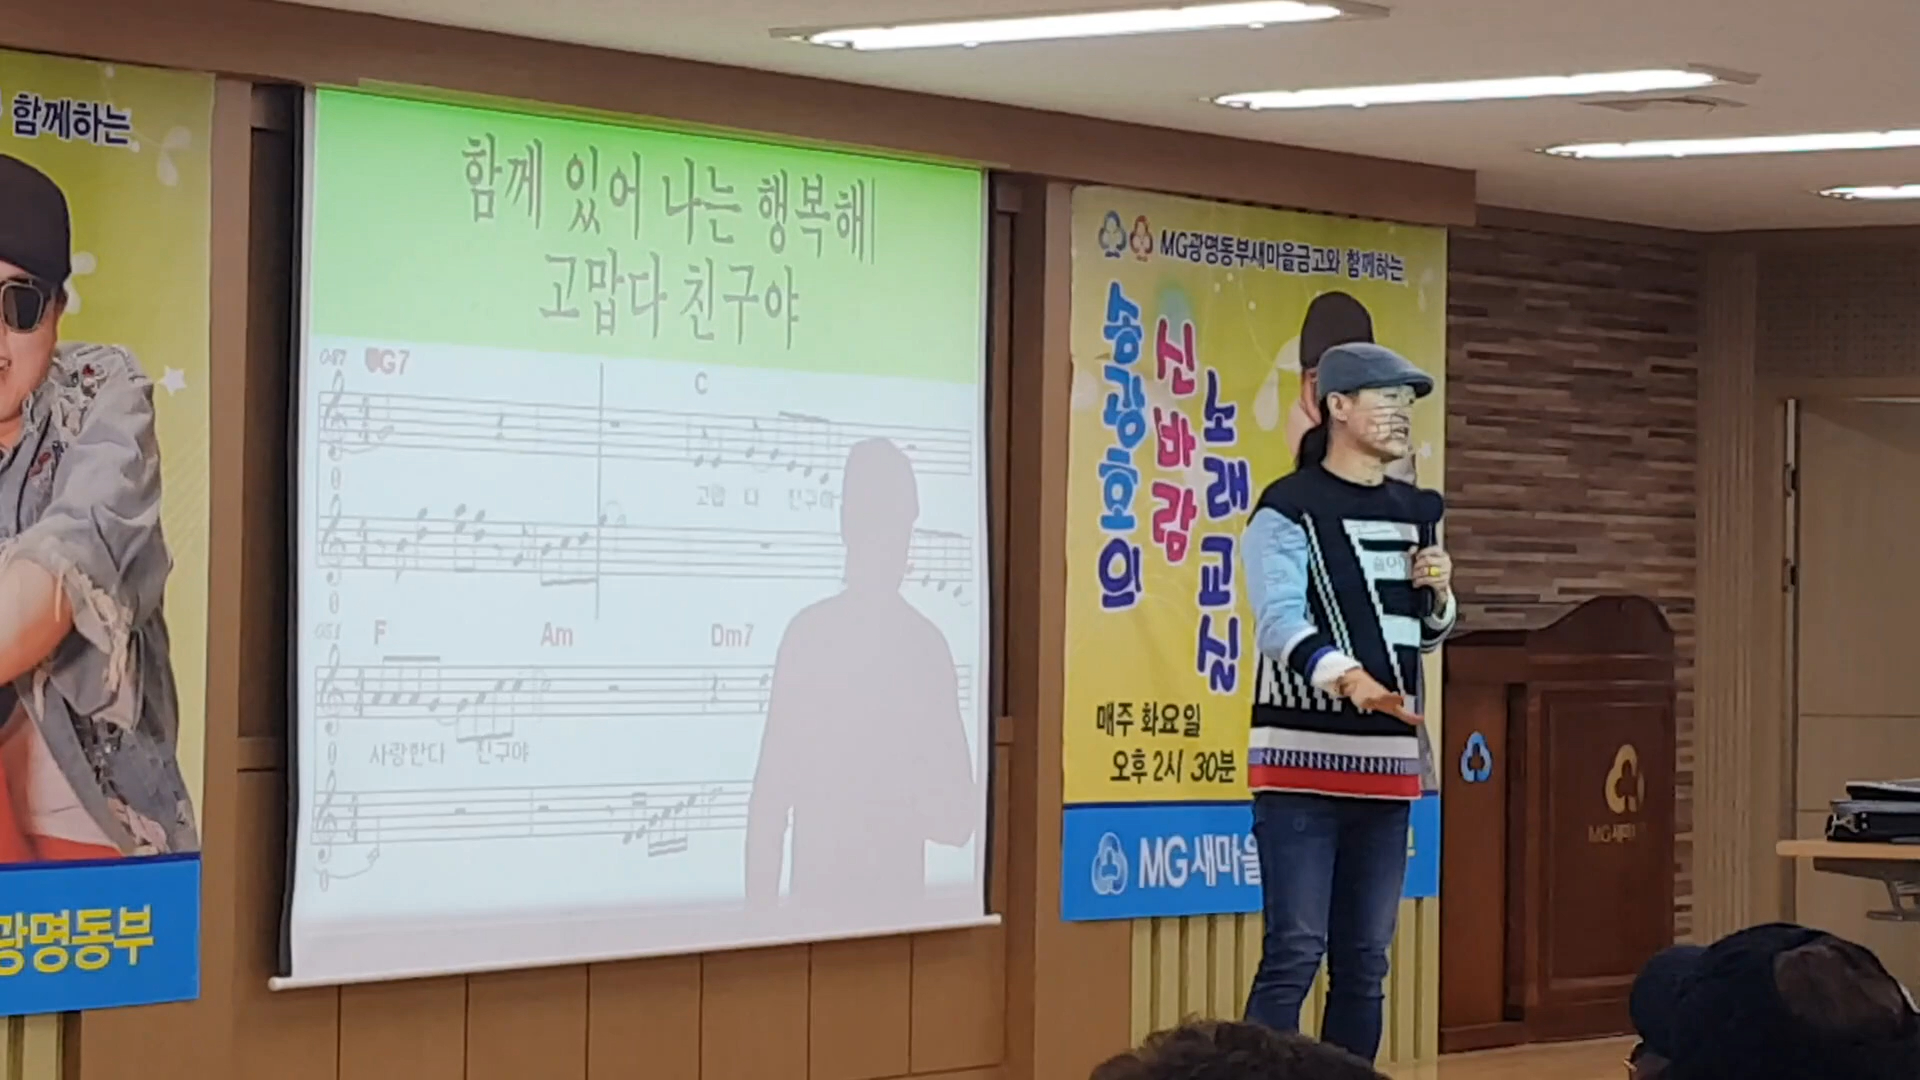 함께하는
광명동부
함께 있어 나는 행복해
고맙다 친구야
047 G7
C
고맙 다 친구야
051 F Am Dm7
사랑한다 친구야
MG광명동부새마을금고와 함께하는
송광호의
신바람
노래교실
매주 화요일
오후 2시 30분
MG새마을
MG새마